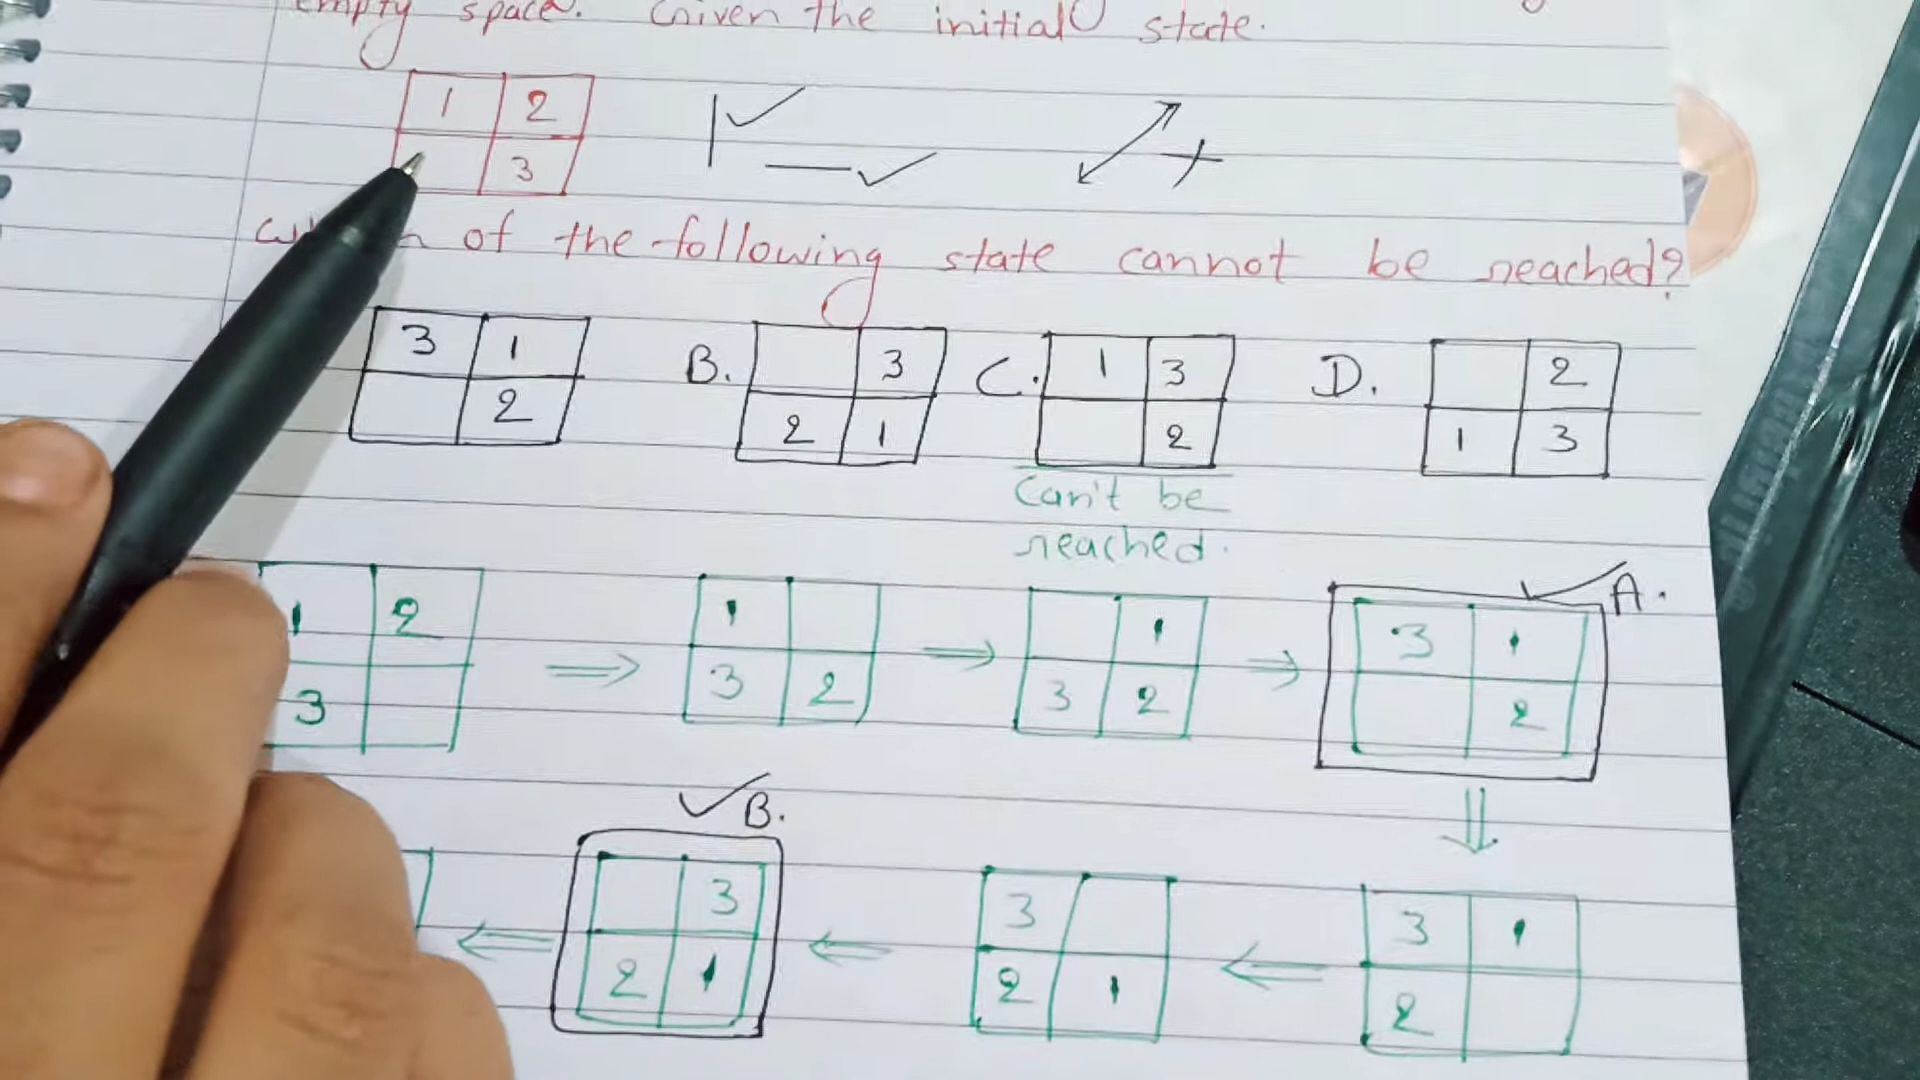 empty space. Given the initial state.
1 2
3
of the following state cannot be reached?
3 1
2
B.
3
2 1
C.
1 3
2
D.
2
1 3
Can't be
reached.
1 2
3
1
3 2
1
3 2
A.
3 1
2
B.
3
2 1
3
2 1
3 1
2